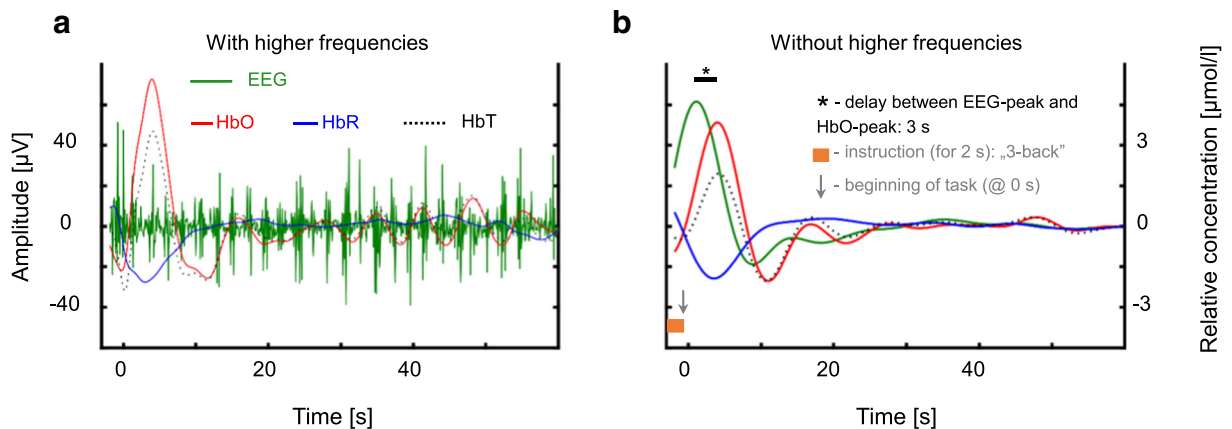 a
With higher frequencies
EEG
HbO HbR HbT
Amplitude [µV]
40
0
-40
0 20 40
Time [s]
b
Without higher frequencies
*
* - delay between EEG-peak and
HbO-peak: 3 s
- instruction (for 2 s): „3-back”
- beginning of task (@ 0 s)
3
0
-3
Relative concentration [µmol/l]
0 20 40
Time [s]